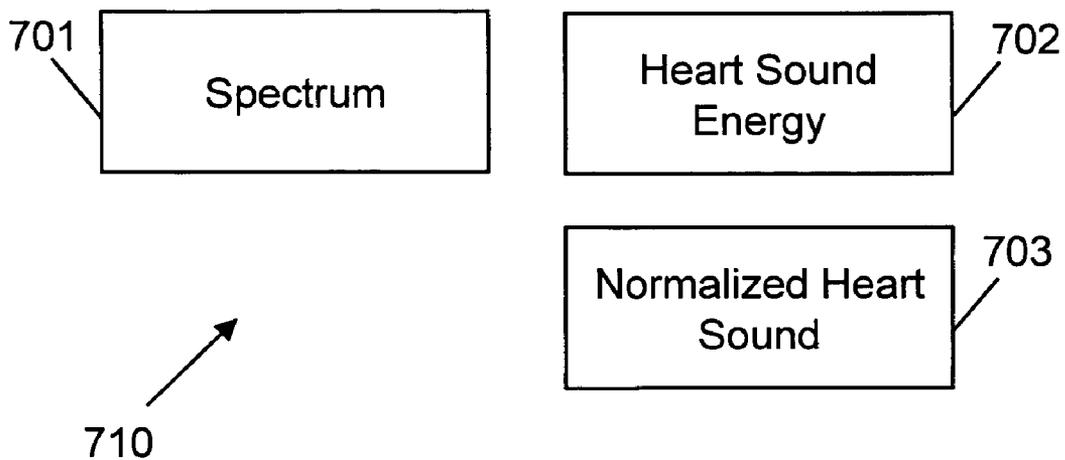 701
Spectrum
Heart Sound
Energy
702
Normalized Heart
Sound
703
710